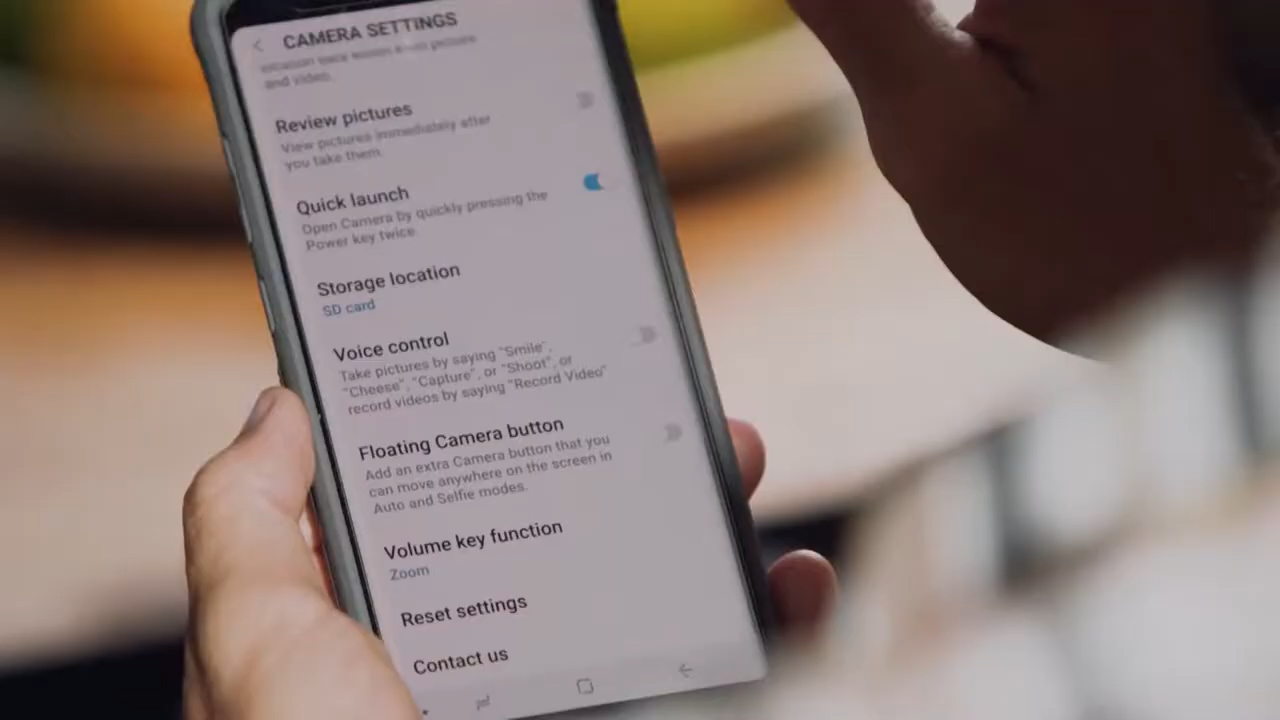 CAMERA SETTINGS
and video.
Review pictures
View pictures immediately after
you take them.
Quick launch
Open Camera by quickly pressing the
Power key twice.
Storage location
SD card
Voice control
Take pictures by saying "Smile",
"Cheese", "Capture", or "Shoot", or
record videos by saying "Record Video"
Floating Camera button
Add an extra Camera button that you
can move anywhere on the screen in
Auto and Selfie modes.
Volume key function
Zoom
Reset settings
Contact us